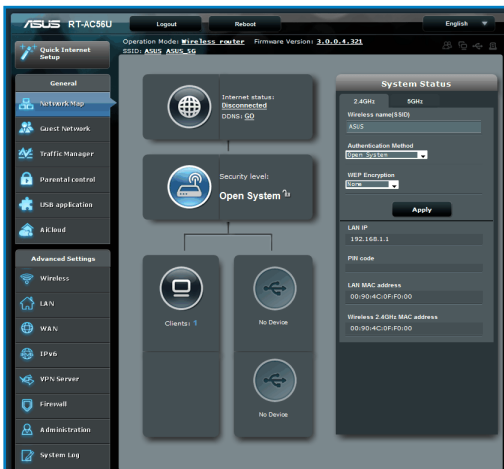 ASUS RT-AC56U
Logout
Reboot
English
Quick Internet
Setup
Operation Mode: Wireless router Firmware Version: 3.0.0.4.321
SSID: ASUS ASUS_5G
General
Network Map
Guest Network
Traffic Manager
Parental control
USB application
AiCloud
Advanced Settings
Wireless
LAN
WAN
IPv6
VPN Server
Firewall
Administration
System Log
Internet status:
Disconnected
DDNS: GO
Security level:
Open System
Clients: 1
No Device
No Device
System Status
2.4GHz 5GHz
Wireless name(SSID)
ASUS
Authentication Method
Open System
WEP Encryption
None
Apply
LAN IP
192.168.1.1
PIN code
LAN MAC address
00:90:4C:0F:F0:00
Wireless 2.4GHz MAC address
00:90:4C:0F:F0:00